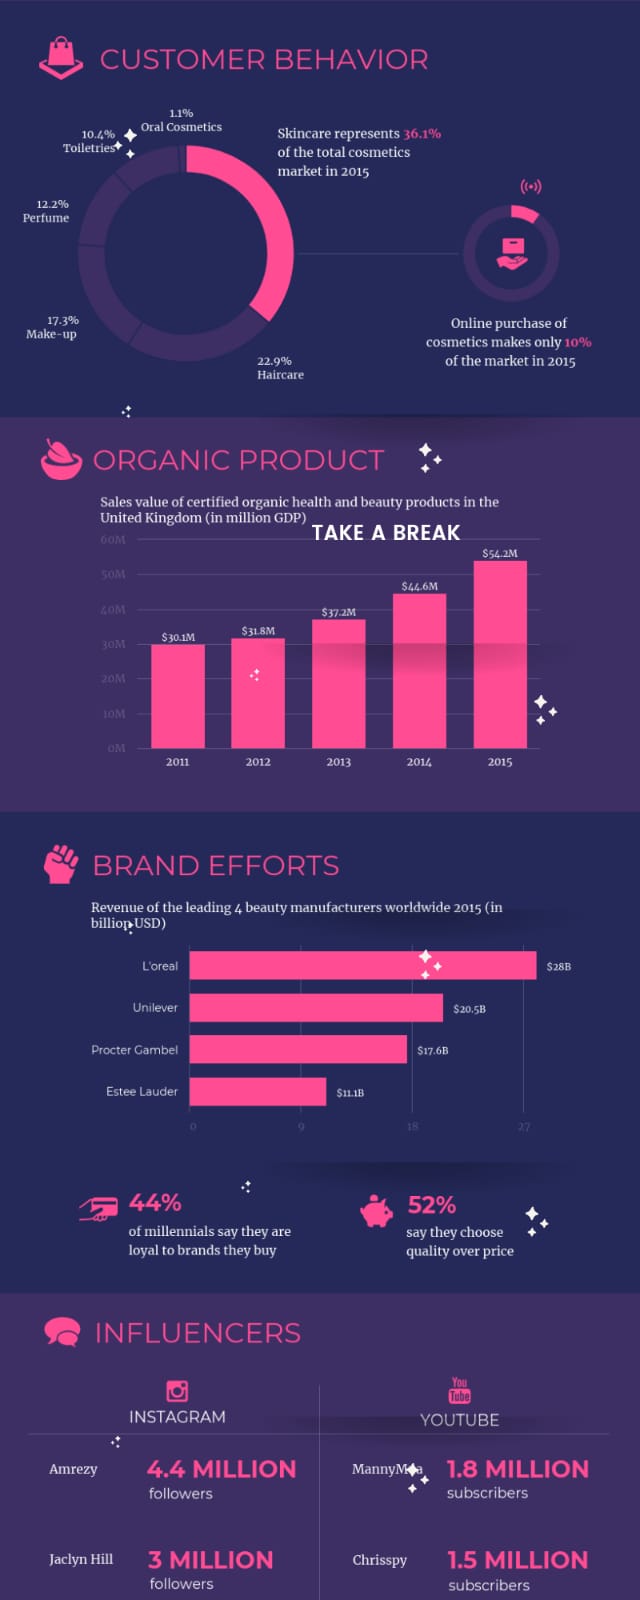 CUSTOMER BEHAVIOR
1.1%
Oral Cosmetics
10.4%
Toiletries
Skincare represents 36.1%
of the total cosmetics
market in 2015
12.2%
Perfume
17.3%
Make-up
22.9%
Haircare
Online purchase of
cosmetics makes only 10%
of the market in 2015
ORGANIC PRODUCT
Sales value of certified organic health and beauty products in the
United Kingdom (in million GDP)
TAKE A BREAK
60M
50M
40M
30M
20M
10M
0M
$30.1M
$31.8M
$37.2M
$44.6M
$54.2M
2011 2012 2013 2014 2015
BRAND EFFORTS
Revenue of the leading 4 beauty manufacturers worldwide 2015 (in
billion USD)
L'oreal $28B
Unilever $20.5B
Procter Gambel $17.6B
Estee Lauder $11.1B
0 9 18 27
44%
of millennials say they are
loyal to brands they buy
52%
say they choose
quality over price
INFLUENCERS
INSTAGRAM
Amrezy 4.4 MILLION
followers
Jaclyn Hill 3 MILLION
followers
You
Tube
YOUTUBE
1.8 MILLION
subscribers
Chrisspy 1.5 MILLION
subscribers